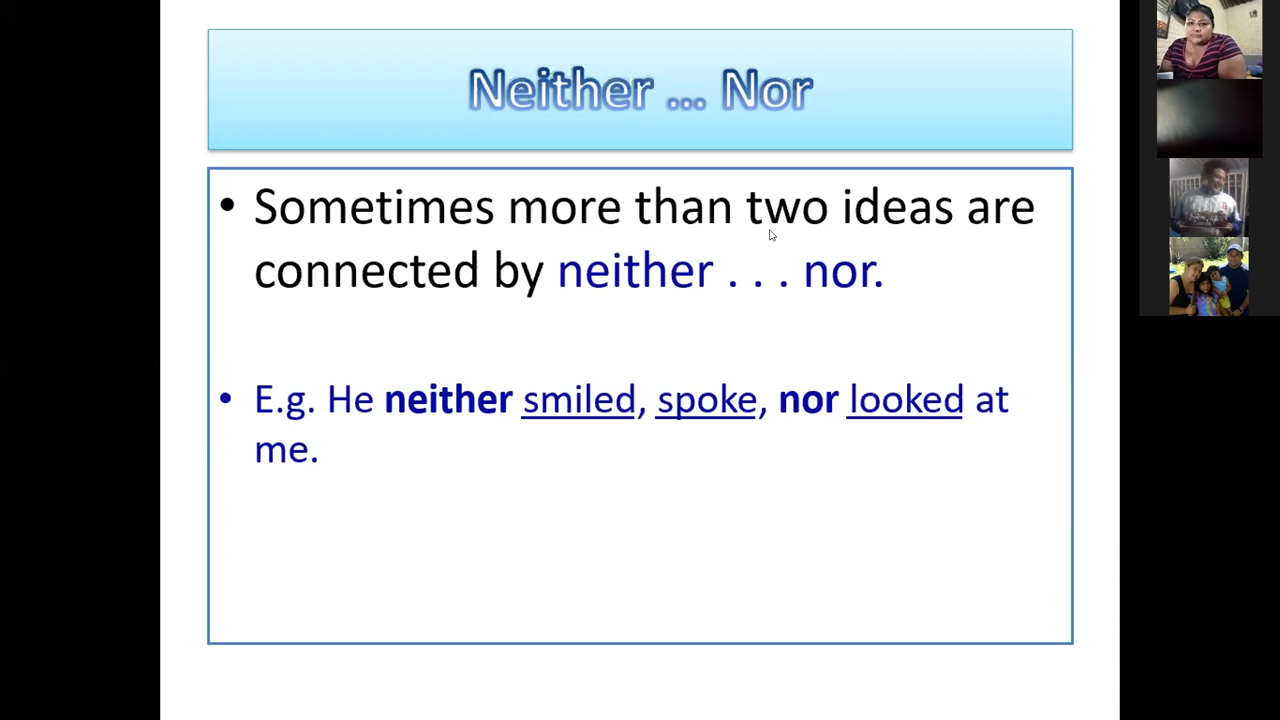 Neither ... Nor
• Sometimes more than two ideas are
connected by neither . . . nor.
• E.g. He neither smiled, spoke, nor looked at
me.